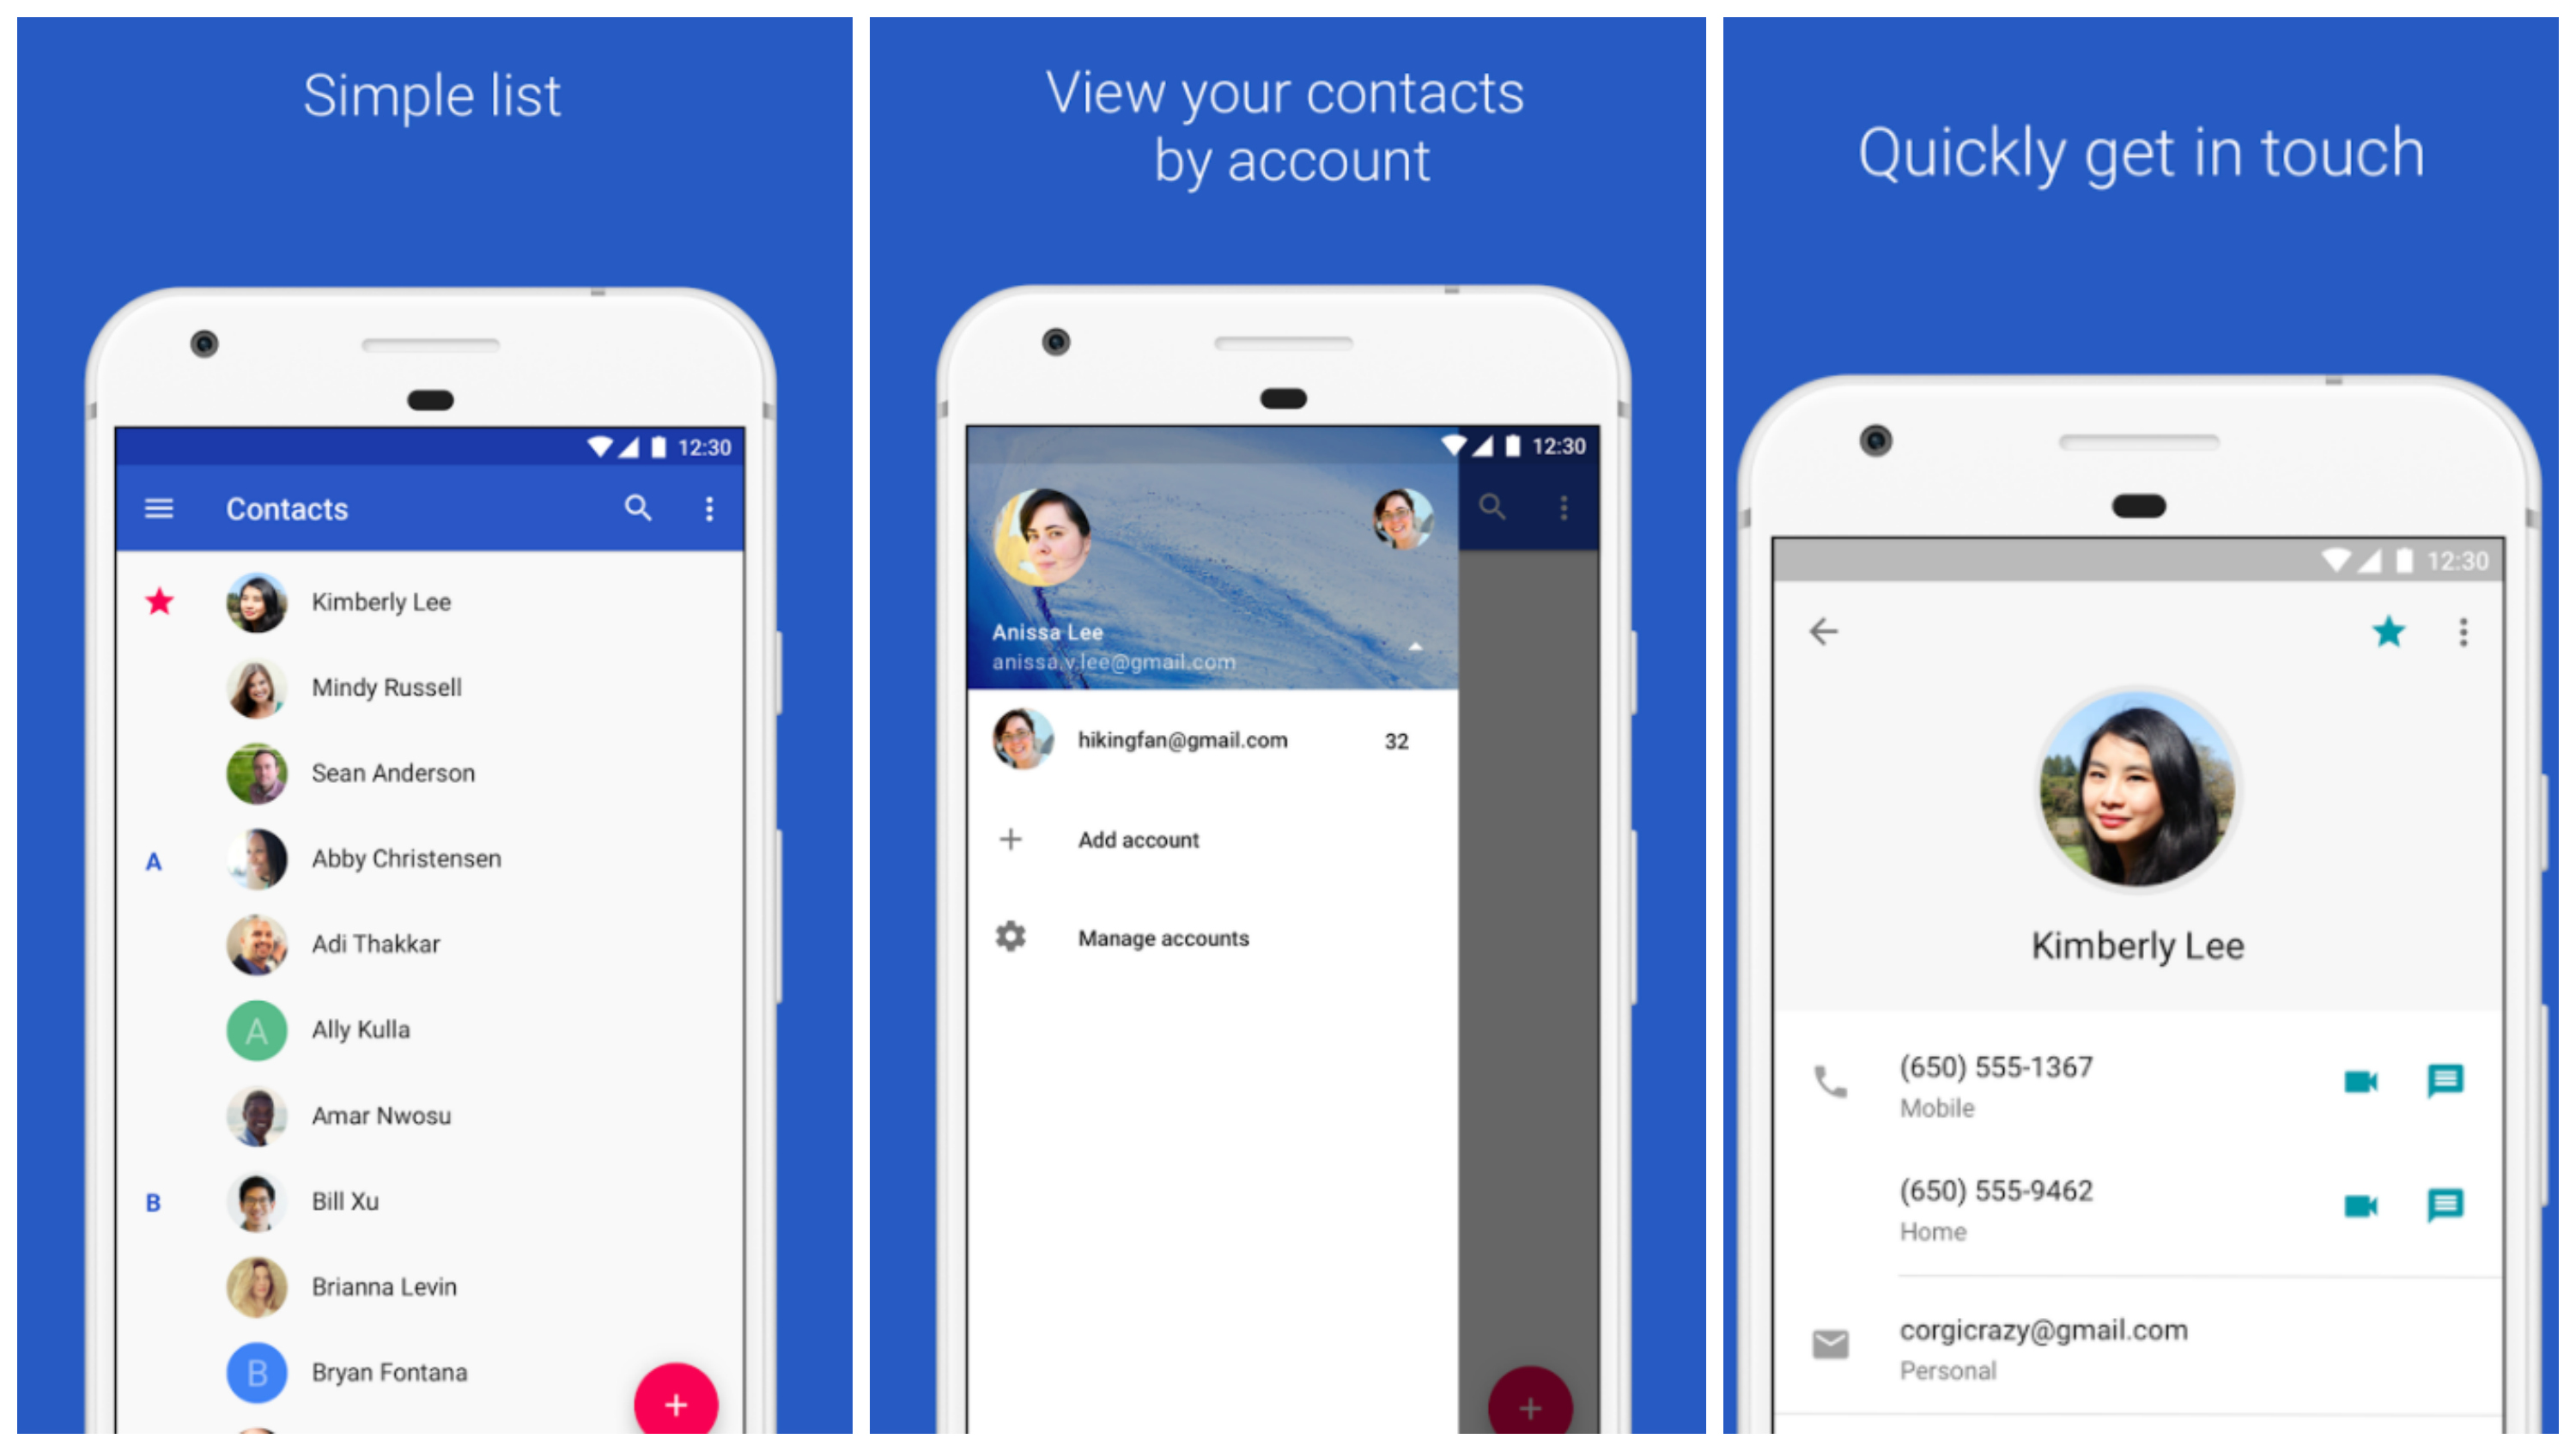 Simple list
12:30
Contacts
Kimberly Lee
Mindy Russell
Sean Anderson
A
Abby Christensen
Adi Thakkar
A
Ally Kulla
Amar Nwosu
B
Bill Xu
Brianna Levin
B
Bryan Fontana
+
View your contacts
by account
12:30
Anissa Lee
anissa.v.lee@gmail.com
hikingfan@gmail.com 32
+ Add account
Manage accounts
+
Quickly get in touch
12:30
Kimberly Lee
(650) 555-1367
Mobile
(650) 555-9462
Home
corgicrazy@gmail.com
Personal